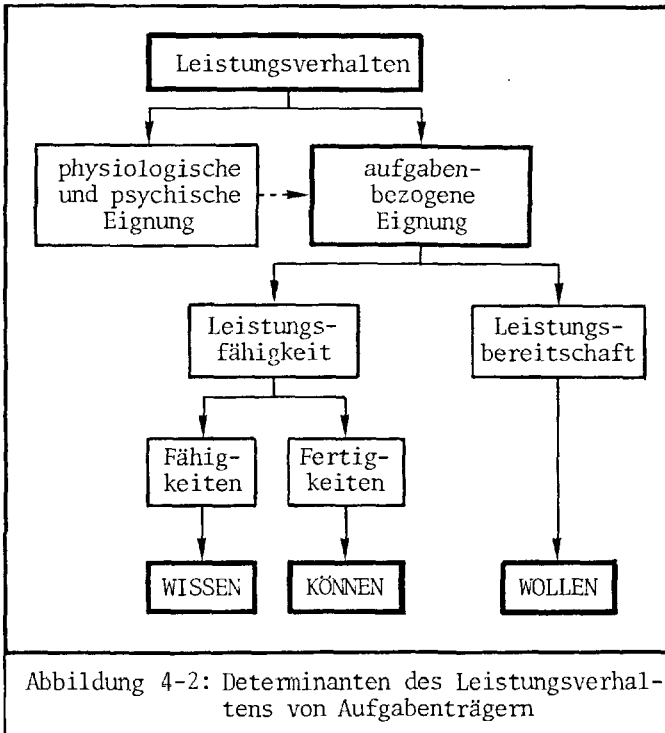 Leistungsverhalten
physiologische
und psychische
Eignung
aufgaben-
bezogene
Eignung
Leistungs-
fähigkeit
Leistungs-
bereitschaft
Fähig-
keiten
Fertig-
keiten
WISSEN
KÖNNEN
WOLLEN
Abbildung 4-2: Determinanten des Leistungsverhal-
tens von Aufgabenträgern